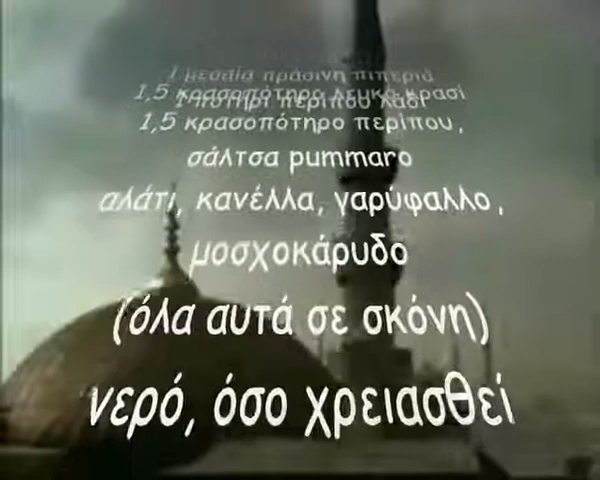 1 μεσαία πράσινη πιπεριά
1,5 κρασοπότηρο λευκό κρασί
1 ποτήρι περίπου λάδι
1,5 κρασοπότηρο περίπου,
σάλτσα pummaro
αλάτι, κανέλλα, γαρύφαλλο,
μοσχοκάρυδο
(όλα αυτά σε σκόνη)
νερό, όσο χρειασθεί